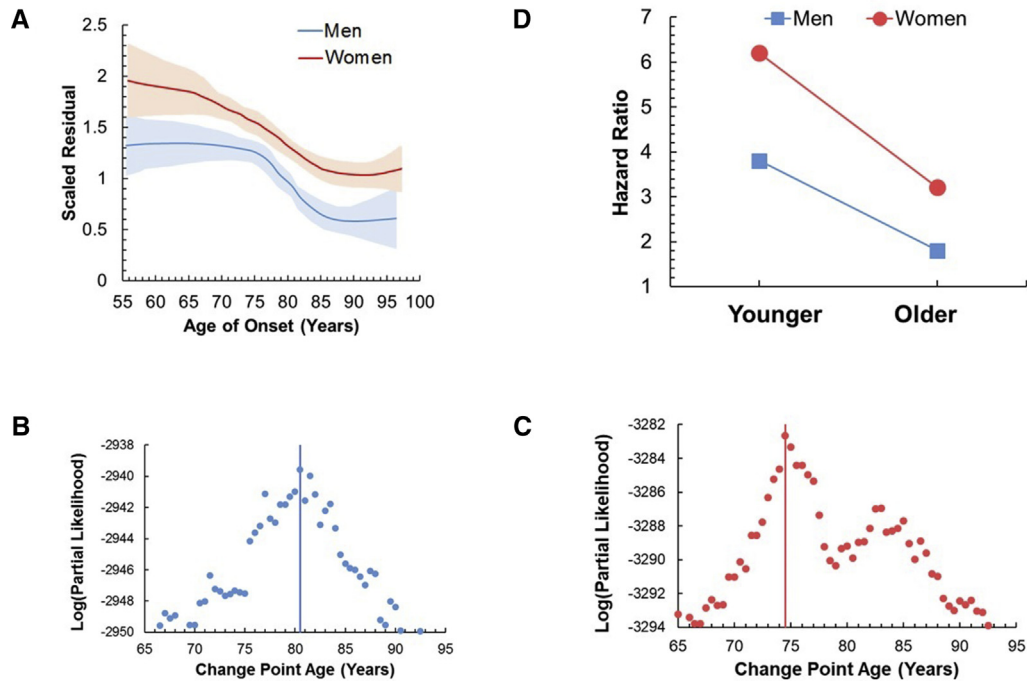 A
Scaled Residual
2.5
2
1.5
1
0.5
0
Men
Women
55 60 65 70 75 80 85 90 95 100
Age of Onset (Years)
D
Hazard Ratio
7
6
5
4
3
2
1
Men Women
Younger Older
B
Log(Partial Likelihood)
-2938
-2940
-2942
-2944
-2946
-2948
-2950
65 70 75 80 85 90 95
Change Point Age (Years)
C
Log(Partial Likelihood)
-3282
-3284
-3286
-3288
-3290
-3292
-3294
65 70 75 80 85 90 95
Change Point Age (Years)